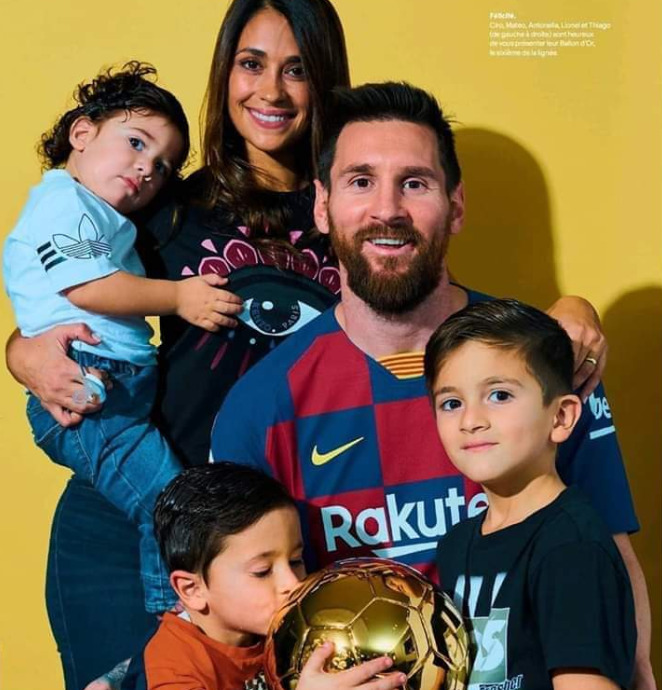 Félicité.
Ciro, Mateo, Antonella, Lionel et Thiago
(de gauche à droite) sont heureux
de vous présenter leur Ballon d'Or,
le sixième de la lignée.
PARIS
be
Rakute